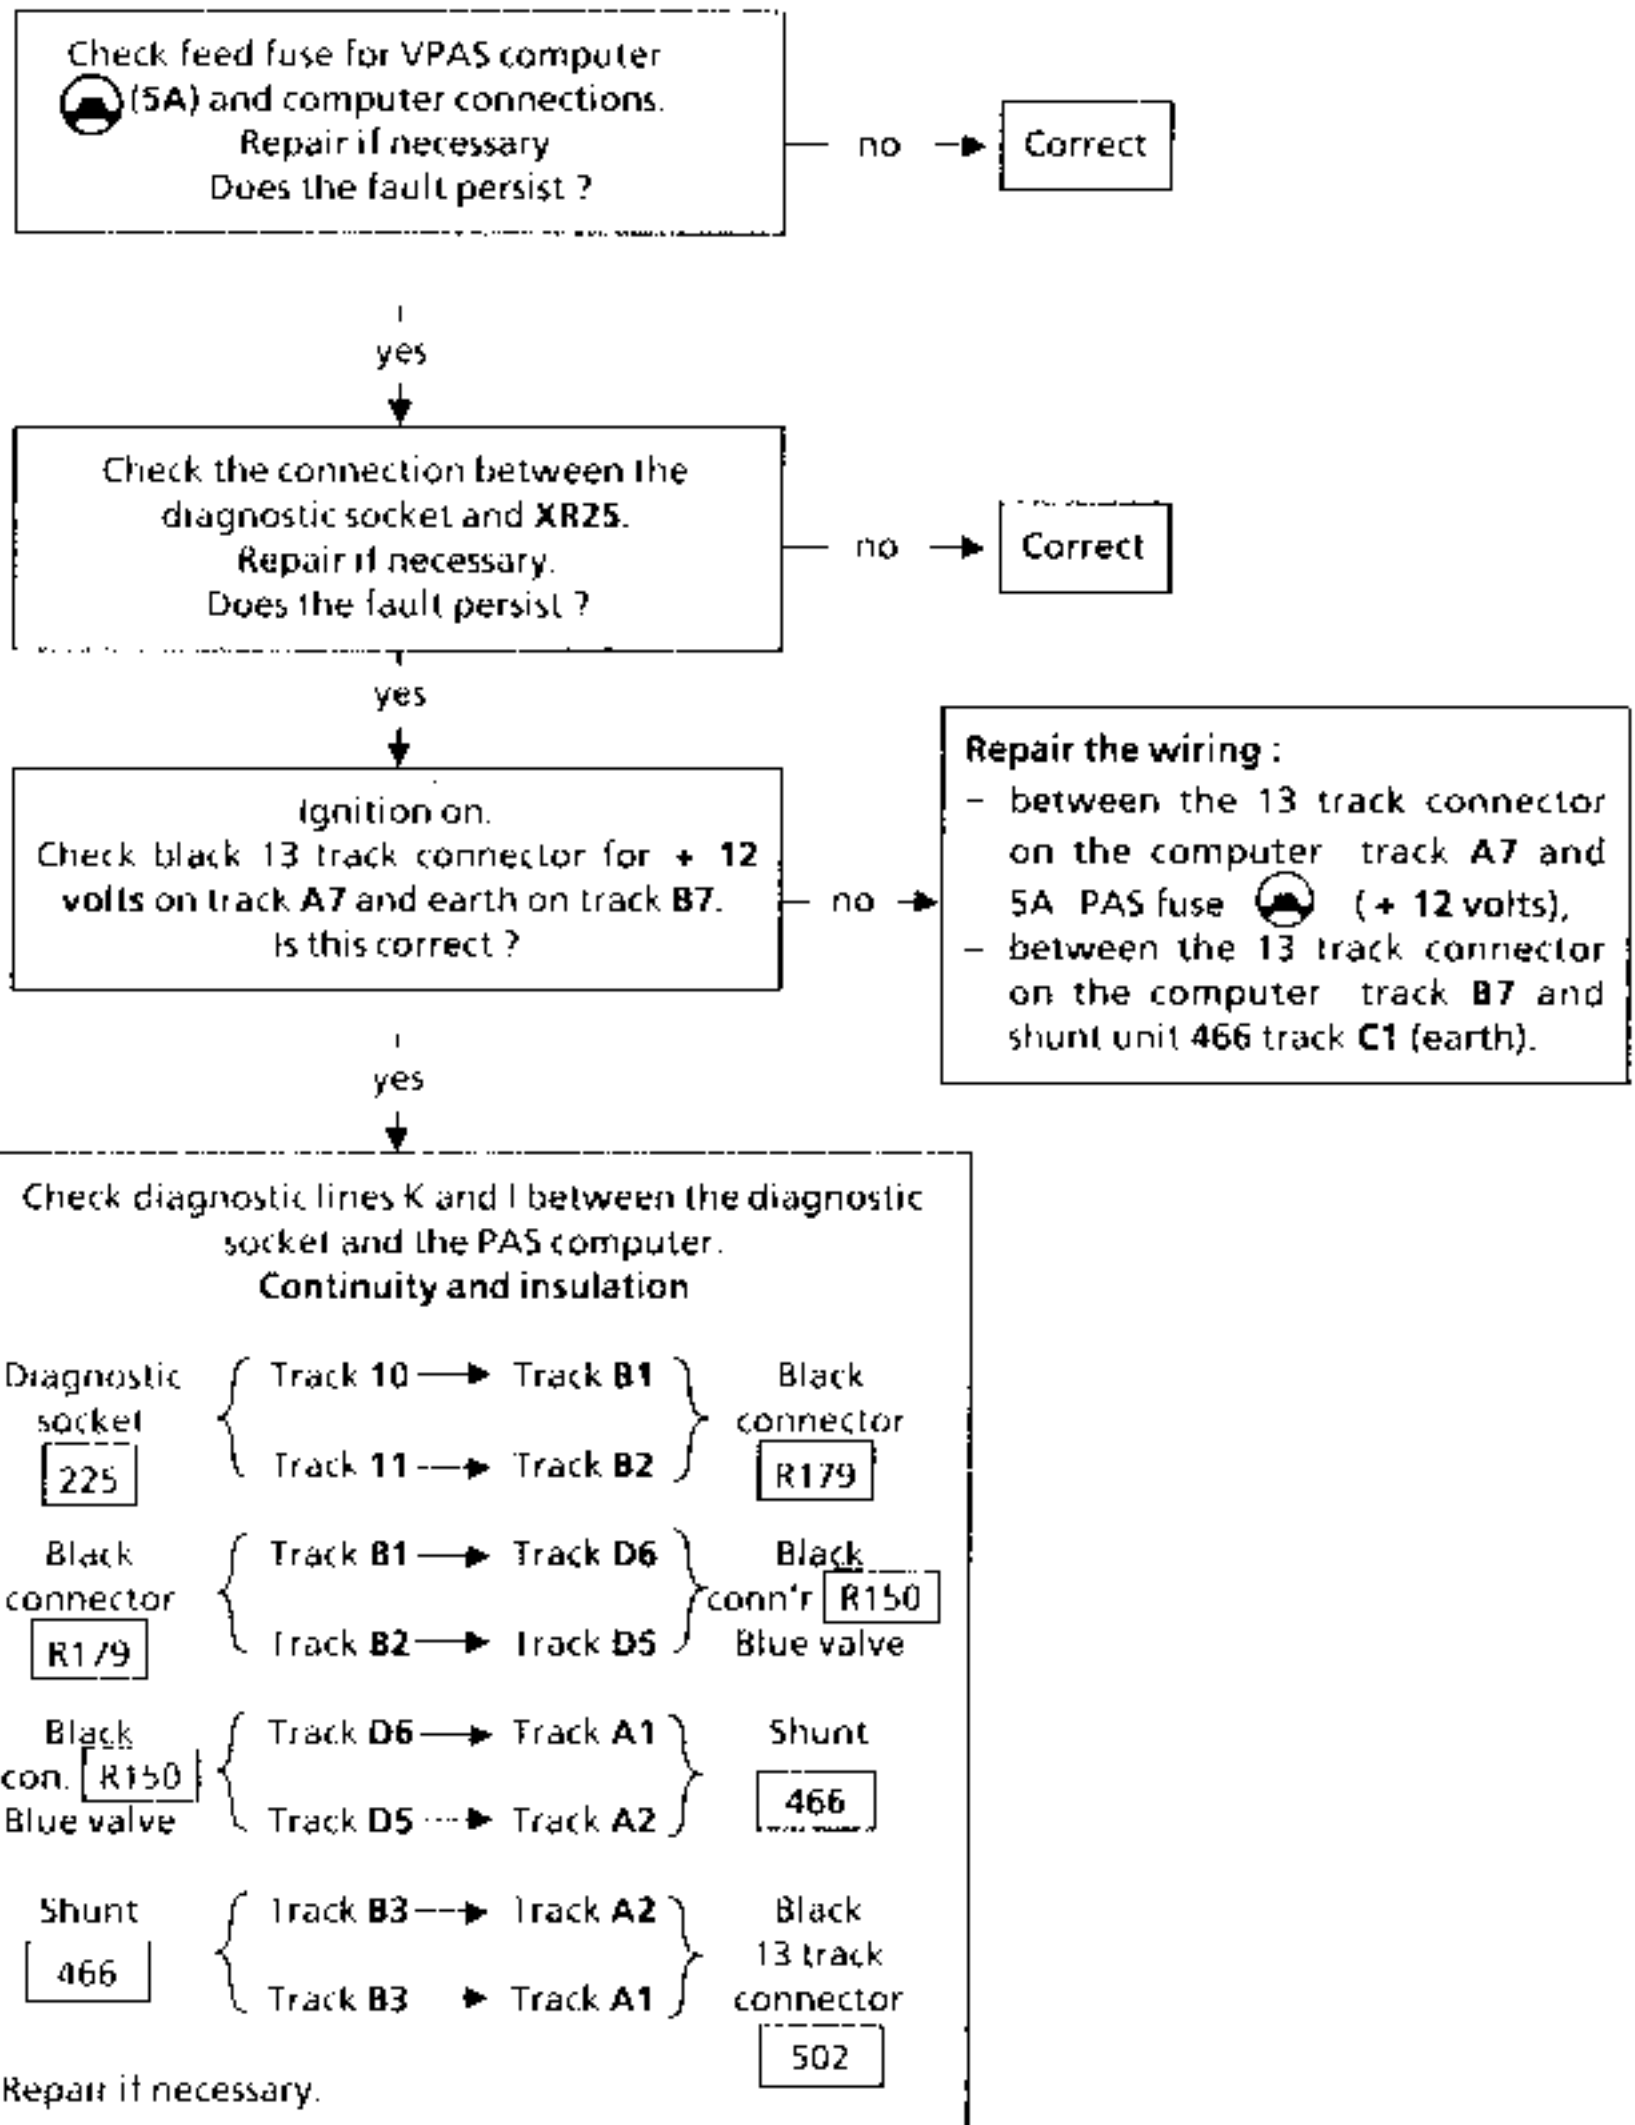 Check feed fuse for VPAS computer
(5A) and computer connections.
Repair if necessary
Does the fault persist ?
no
Correct
yes
Check the connection between the
diagnostic socket and XR25.
Repair if necessary.
Does the fault persist ?
no
Correct
yes
Ignition on.
Check black 13 track connector for + 12
volts on track A7 and earth on track B7.
Is this correct ?
no
Repair the wiring :
– between the 13 track connector
on the computer track A7 and
5A PAS fuse (+ 12 volts),
– between the 13 track connector
on the computer track B7 and
shunt unit 466 track C1 (earth).
yes
Check diagnostic lines K and l between the diagnostic
socket and the PAS computer.
Continuity and insulation
Diagnostic
socket
225
Track 10 Track B1
Track 11 Track B2
Black
connector
R179
Black
connector
R179
Track B1 Track D6
Track B2 Track D5
Black
conn'r R150
Blue valve
Black
con. R150
Blue valve
Track D6 Track A1
Track D5 Track A2
Shunt
466
Shunt
466
Track B3 Track A2
Track B3 Track A1
Black
13 track
connector
502
Repair if necessary.